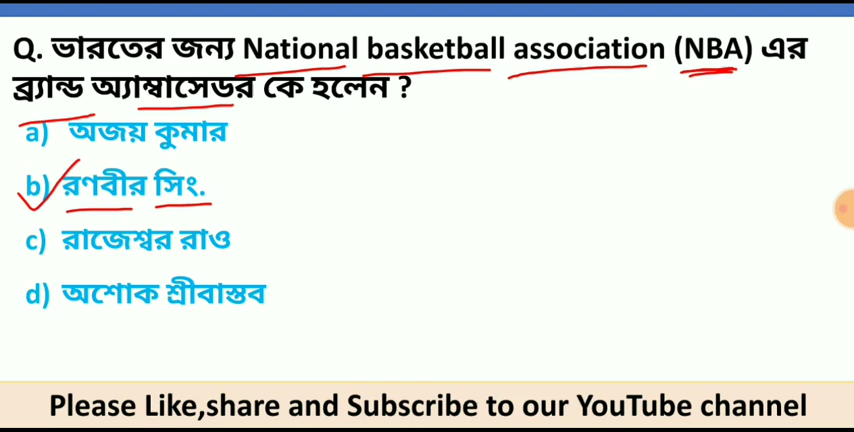 Q. ভারতের জন্য National basketball association (NBA) এর
ব্র্যান্ড অ্যাম্বাসেডর কে হলেন ?
a) অজয় কুমার
b) রণবীর সিং.
c) রাজেশ্বর রাও
d) অশোক শ্রীবাস্তব
Please Like,share and Subscribe to our YouTube channel